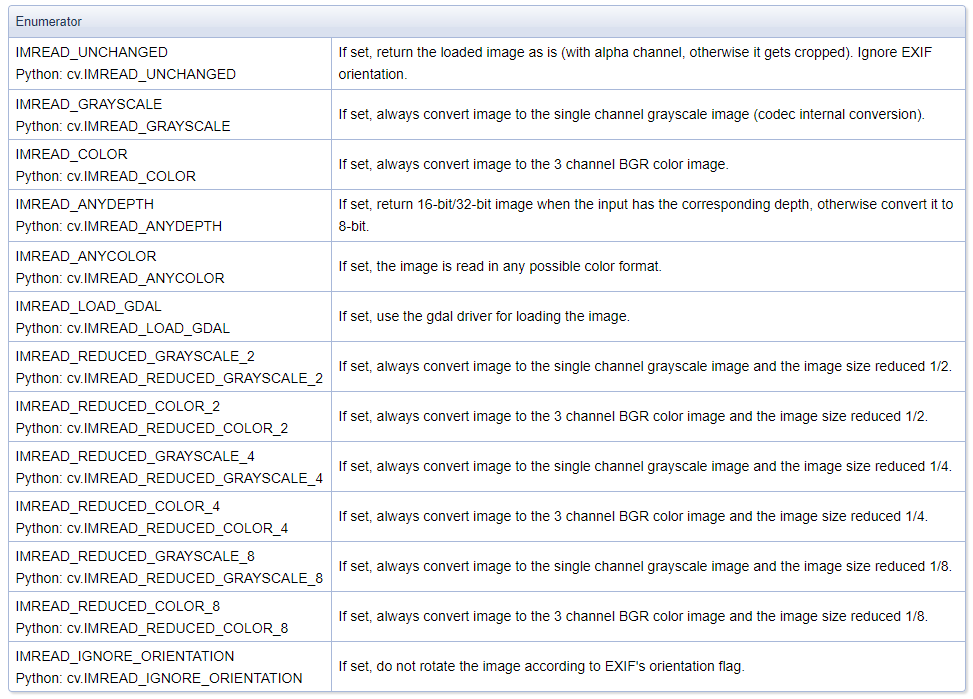 Enumerator
IMREAD_UNCHANGED
Python: cv.IMREAD_UNCHANGED
If set, return the loaded image as is (with alpha channel, otherwise it gets cropped). Ignore EXIF
orientation.
IMREAD_GRAYSCALE
Python: cv.IMREAD_GRAYSCALE
If set, always convert image to the single channel grayscale image (codec internal conversion).
IMREAD_COLOR
Python: cv.IMREAD_COLOR
If set, always convert image to the 3 channel BGR color image.
IMREAD_ANYDEPTH
Python: cv.IMREAD_ANYDEPTH
If set, return 16-bit/32-bit image when the input has the corresponding depth, otherwise convert it to
8-bit.
IMREAD_ANYCOLOR
Python: cv.IMREAD_ANYCOLOR
If set, the image is read in any possible color format.
IMREAD_LOAD_GDAL
Python: cv.IMREAD_LOAD_GDAL
If set, use the gdal driver for loading the image.
IMREAD_REDUCED_GRAYSCALE_2
Python: cv.IMREAD_REDUCED_GRAYSCALE_2
If set, always convert image to the single channel grayscale image and the image size reduced 1/2.
IMREAD_REDUCED_COLOR_2
Python: cv.IMREAD_REDUCED_COLOR_2
If set, always convert image to the 3 channel BGR color image and the image size reduced 1/2.
IMREAD_REDUCED_GRAYSCALE_4
Python: cv.IMREAD_REDUCED_GRAYSCALE_4
If set, always convert image to the single channel grayscale image and the image size reduced 1/4.
IMREAD_REDUCED_COLOR_4
Python: cv.IMREAD_REDUCED_COLOR_4
If set, always convert image to the 3 channel BGR color image and the image size reduced 1/4.
IMREAD_REDUCED_GRAYSCALE_8
Python: cv.IMREAD_REDUCED_GRAYSCALE_8
If set, always convert image to the single channel grayscale image and the image size reduced 1/8.
IMREAD_REDUCED_COLOR_8
Python: cv.IMREAD_REDUCED_COLOR_8
If set, always convert image to the 3 channel BGR color image and the image size reduced 1/8.
IMREAD_IGNORE_ORIENTATION
Python: cv.IMREAD_IGNORE_ORIENTATION
If set, do not rotate the image according to EXIF's orientation flag.